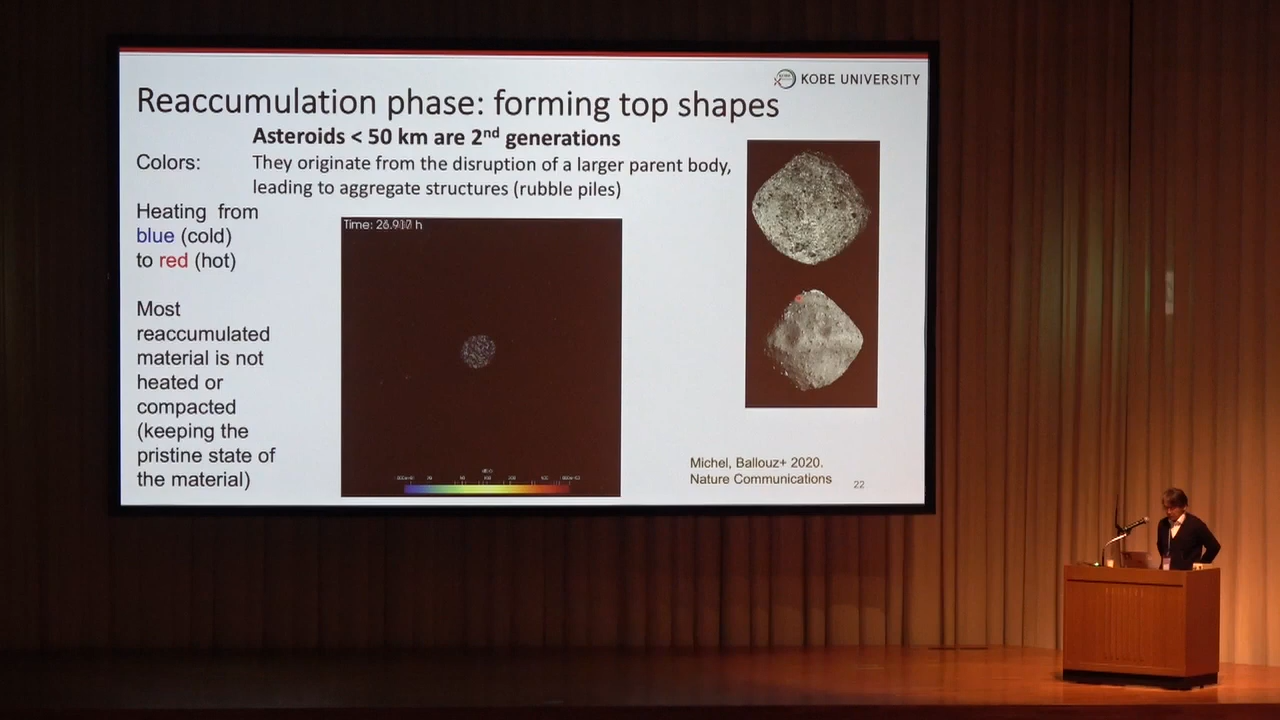 KOBE UNIVERSITY
Reaccumulation phase: forming top shapes
Asteroids < 50 km are 2nd generations
Colors:
They originate from the disruption of a larger parent body,
leading to aggregate structures (rubble piles)
Heating from
blue (cold)
to red (hot)
Most
reaccumulated
material is not
heated or
compacted
(keeping the
pristine state of
the material)
Time: h
Michel, Ballouz+ 2020.
Nature Communications
22